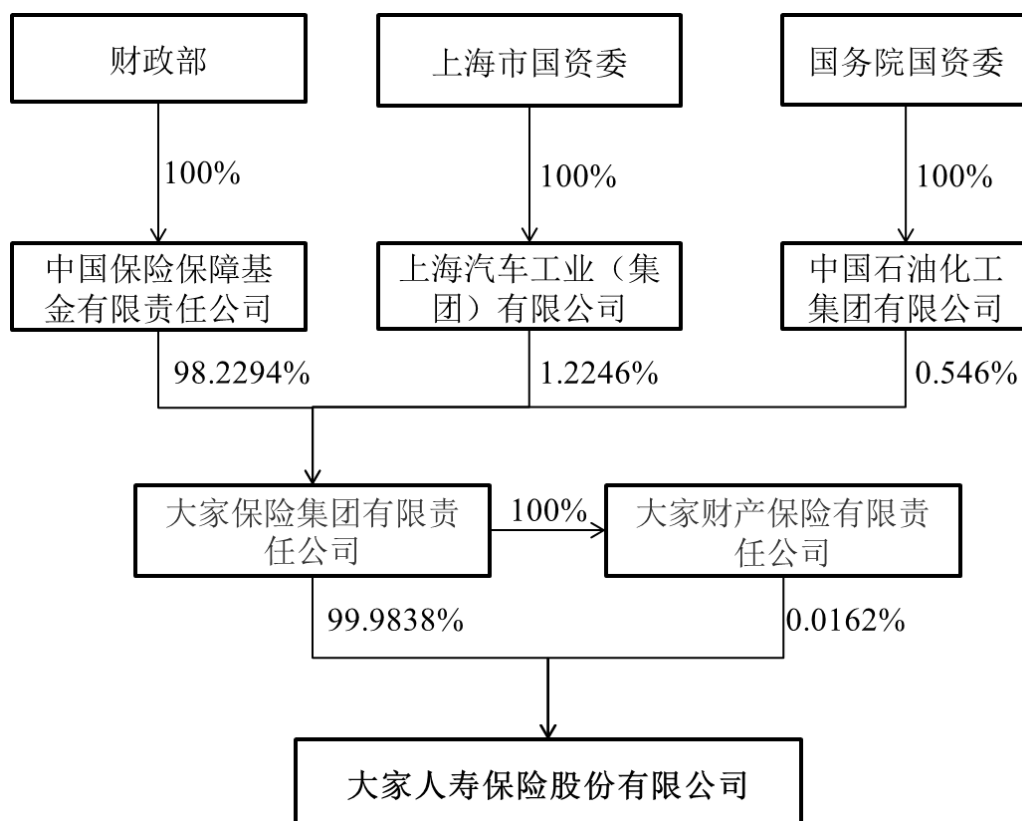 财政部
上海市国资委
国务院国资委
100%
100%
100%
中国保险保障基
金有限责任公司
上海汽车工业（集
团）有限公司
中国石油化工
集团有限公司
98.2294%
1.2246%
0.546%
大家保险集团有限责
任公司
100%
大家财产保险有限责
任公司
99.9838%
0.0162%
大家人寿保险股份有限公司